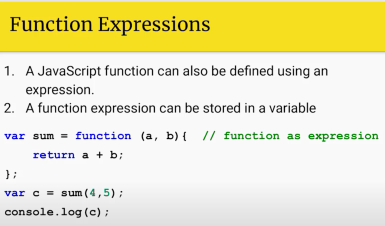 Function Expressions
1. A JavaScript function can also be defined using an
expression.
2. A function expression can be stored in a variable
var sum = function (a, b){ // function as expression
return a + b;
};
var c = sum(4,5);
console.log(c);